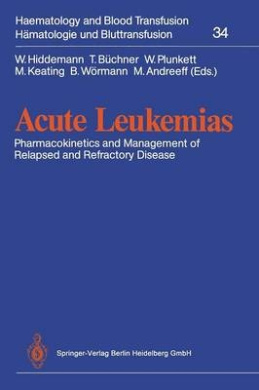 Haematology and Blood Transfusion
Hämatologie und Bluttransfusion
34
W. Hiddemann T. Büchner W. Plunkett
M. Keating B. Wörmann M. Andreeff (Eds.)
Acute Leukemias
Pharmacokinetics and Management of
Relapsed and Refractory Disease
Springer-Verlag Berlin Heidelberg GmbH